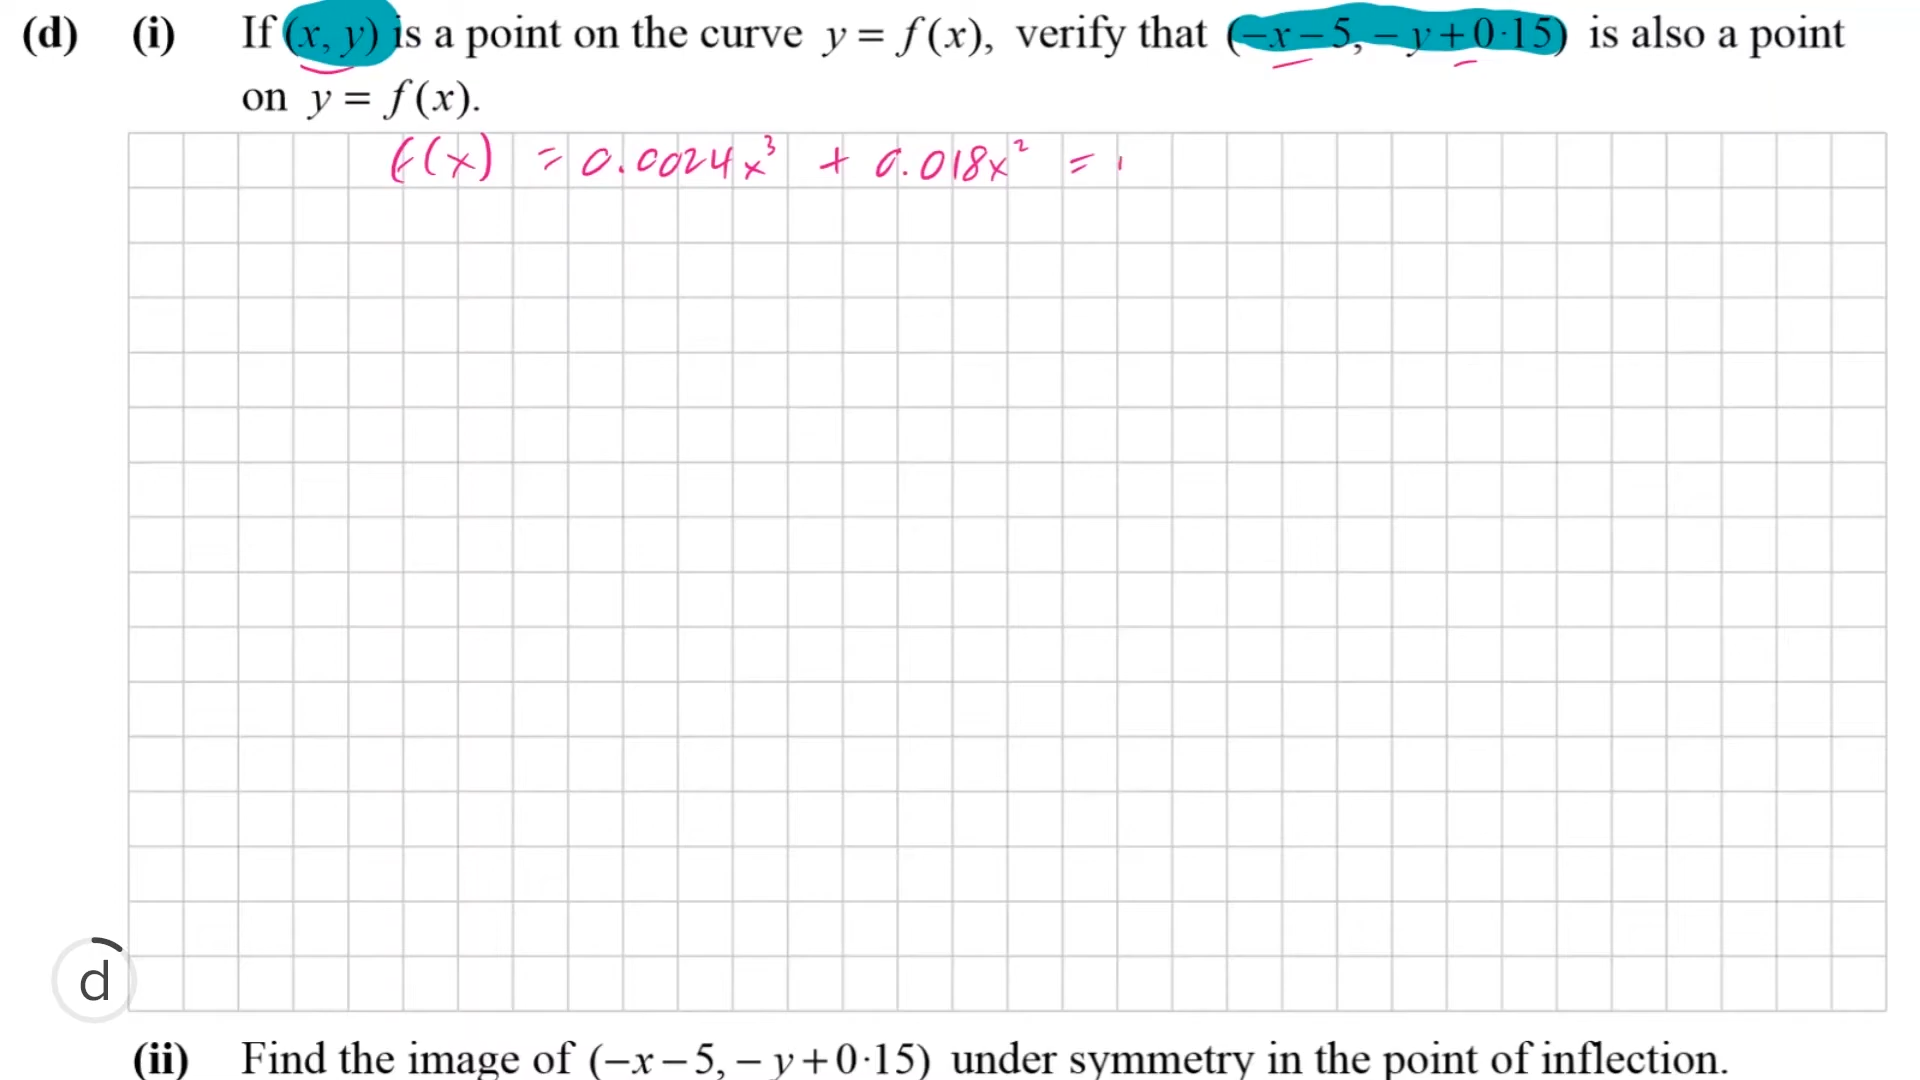 (d) (i) If (x, y) is a point on the curve y = f(x), verify that (−x−5, −y+0·15) is also a point
on y = f(x).
f(x) = 0.0024x³ + 0.018x² =
d
(ii) Find the image of (−x−5, −y+0·15) under symmetry in the point of inflection.